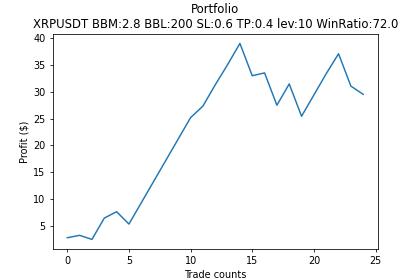 Portfolio
XRPUSDT BBM:2.8 BBL:200 SL:0.6 TP:0.4 lev:10 WinRatio:72.0
40
35
30
25
20
15
10
5
Profit ($)
0 5 10 15 20 25
Trade counts